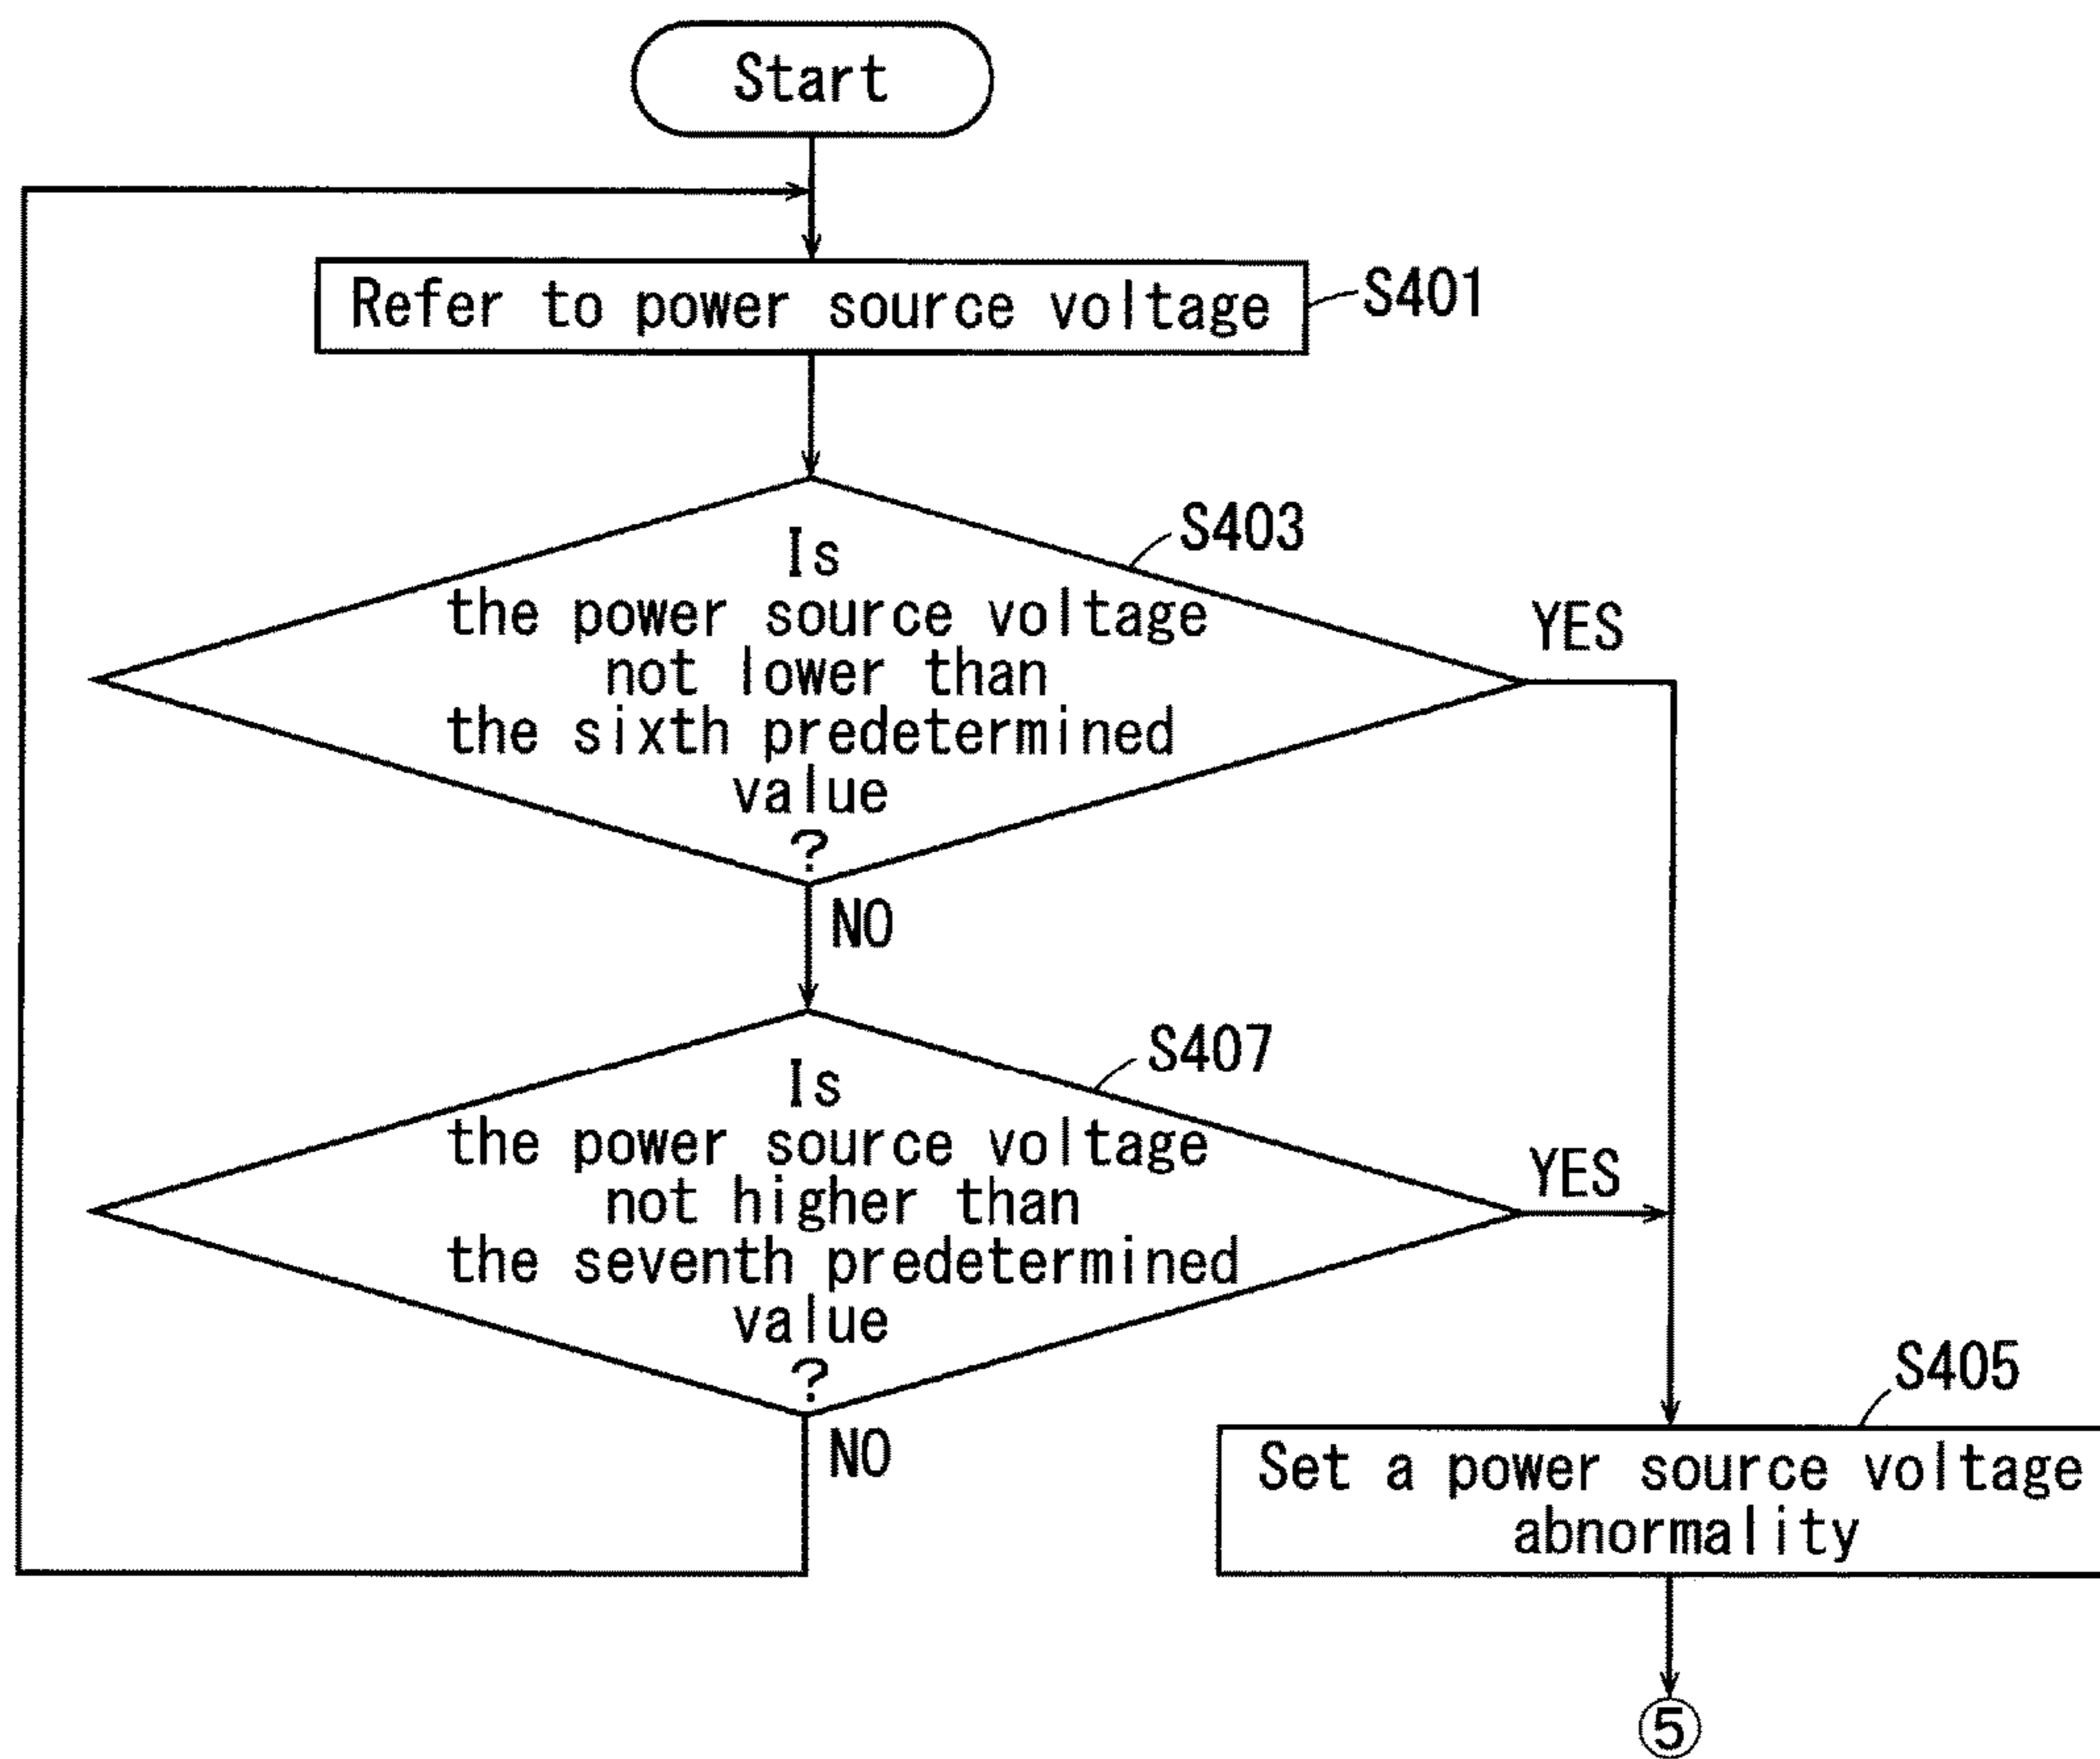 Start
Refer to power source voltage
S401
S403
Is
the power source voltage
not lower than
the sixth predetermined
value
?
YES
NO
S407
Is
the power source voltage
not higher than
the seventh predetermined
value
?
YES
NO
S405
Set a power source voltage
abnormality
⑤